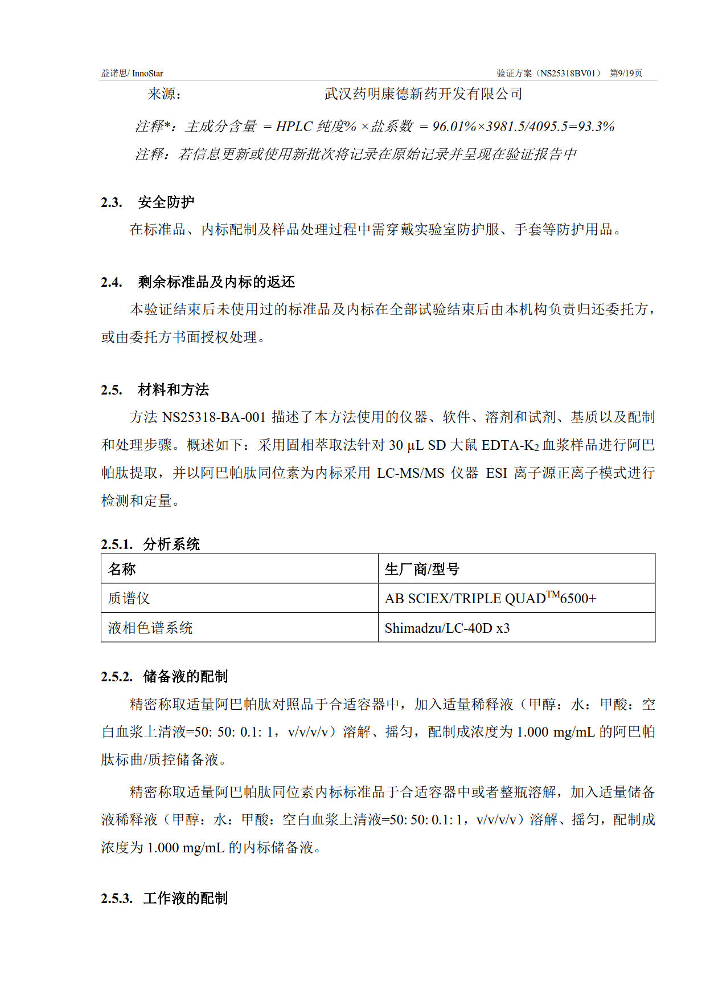 益诺思/ InnoStar 验证方案（NS25318BV01） 第9/19页
来源： 武汉药明康德新药开发有限公司
注释*：主成分含量 = HPLC 纯度% ×盐系数 = 96.01%×3981.5/4095.5=93.3%
注释：若信息更新或使用新批次将记录在原始记录并呈现在验证报告中
2.3. 安全防护
在标准品、内标配制及样品处理过程中需穿戴实验室防护服、手套等防护用品。
2.4. 剩余标准品及内标的返还
本验证结束后未使用过的标准品及内标在全部试验结束后由本机构负责归还委托方，
或由委托方书面授权处理。
2.5. 材料和方法
方法 NS25318-BA-001 描述了本方法使用的仪器、软件、溶剂和试剂、基质以及配制
和处理步骤。概述如下：采用固相萃取法针对 30 µL SD 大鼠 EDTA-K2 血浆样品进行阿巴
帕肽提取，并以阿巴帕肽同位素为内标采用 LC-MS/MS 仪器 ESI 离子源正离子模式进行
检测和定量。
2.5.1. 分析系统
名称 生厂商/型号
质谱仪 AB SCIEX/TRIPLE QUAD™6500+
液相色谱系统 Shimadzu/LC-40D x3
2.5.2. 储备液的配制
精密称取适量阿巴帕肽对照品于合适容器中，加入适量稀释液（甲醇：水：甲酸：空
白血浆上清液=50: 50: 0.1: 1，v/v/v/v）溶解、摇匀，配制成浓度为 1.000 mg/mL 的阿巴帕
肽标曲/质控储备液。
精密称取适量阿巴帕肽同位素内标标准品于合适容器中或者整瓶溶解，加入适量储备
液稀释液（甲醇：水：甲酸：空白血浆上清液=50: 50: 0.1: 1，v/v/v/v）溶解、摇匀，配制成
浓度为 1.000 mg/mL 的内标储备液。
2.5.3. 工作液的配制